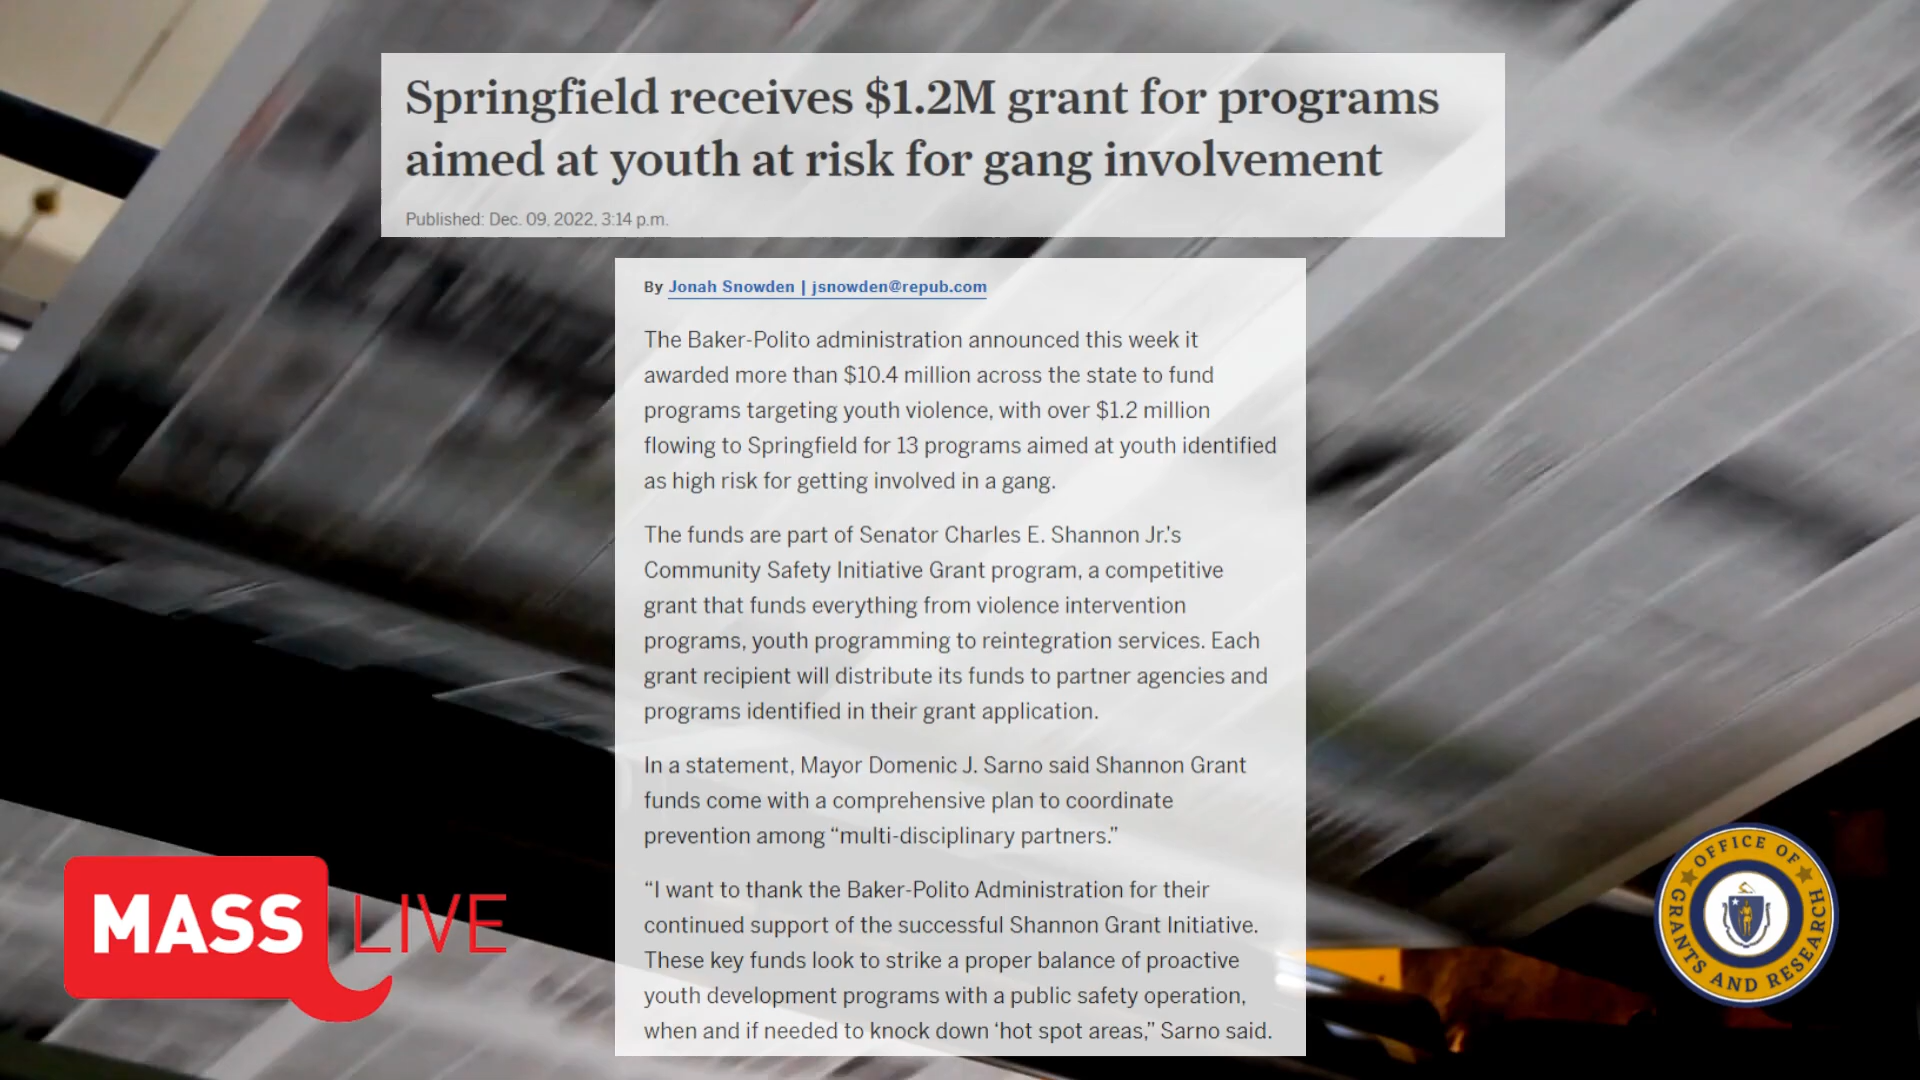 Springfield receives $1.2M grant for programs
aimed at youth at risk for gang involvement
Published: Dec. 09, 2022, 3:14 p.m.
By Jonah Snowden | jsnowden@repub.com
The Baker-Polito administration announced this week it
awarded more than $10.4 million across the state to fund
programs targeting youth violence, with over $1.2 million
flowing to Springfield for 13 programs aimed at youth identified
as high risk for getting involved in a gang.
The funds are part of Senator Charles E. Shannon Jr.’s
Community Safety Initiative Grant program, a competitive
grant that funds everything from violence intervention
programs, youth programming to reintegration services. Each
grant recipient will distribute its funds to partner agencies and
programs identified in their grant application.
In a statement, Mayor Domenic J. Sarno said Shannon Grant
funds come with a comprehensive plan to coordinate
prevention among “multi-disciplinary partners.”
“I want to thank the Baker-Polito Administration for their
continued support of the successful Shannon Grant Initiative.
These key funds look to strike a proper balance of proactive
youth development programs with a public safety operation,
when and if needed to knock down ‘hot spot areas,” Sarno said.
MASS LIVE
OFFICE OF
GRANTS AND RESEARCH